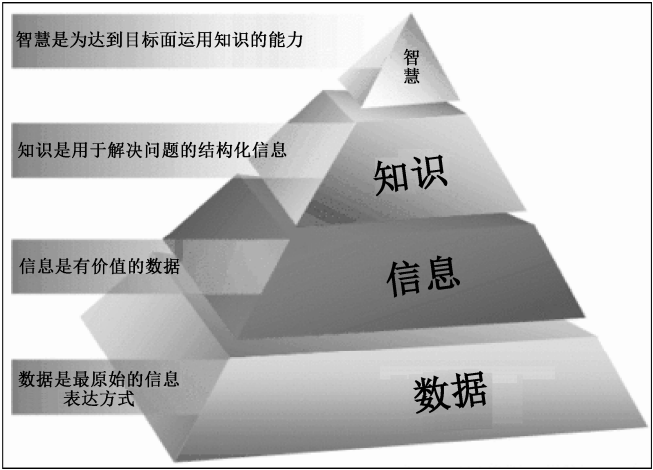 智慧是为达到目标面运用知识的能力
智慧
知识是用于解决问题的结构化信息
知识
信息是有价值的数据
信息
数据是最原始的信息
表达方式
数据